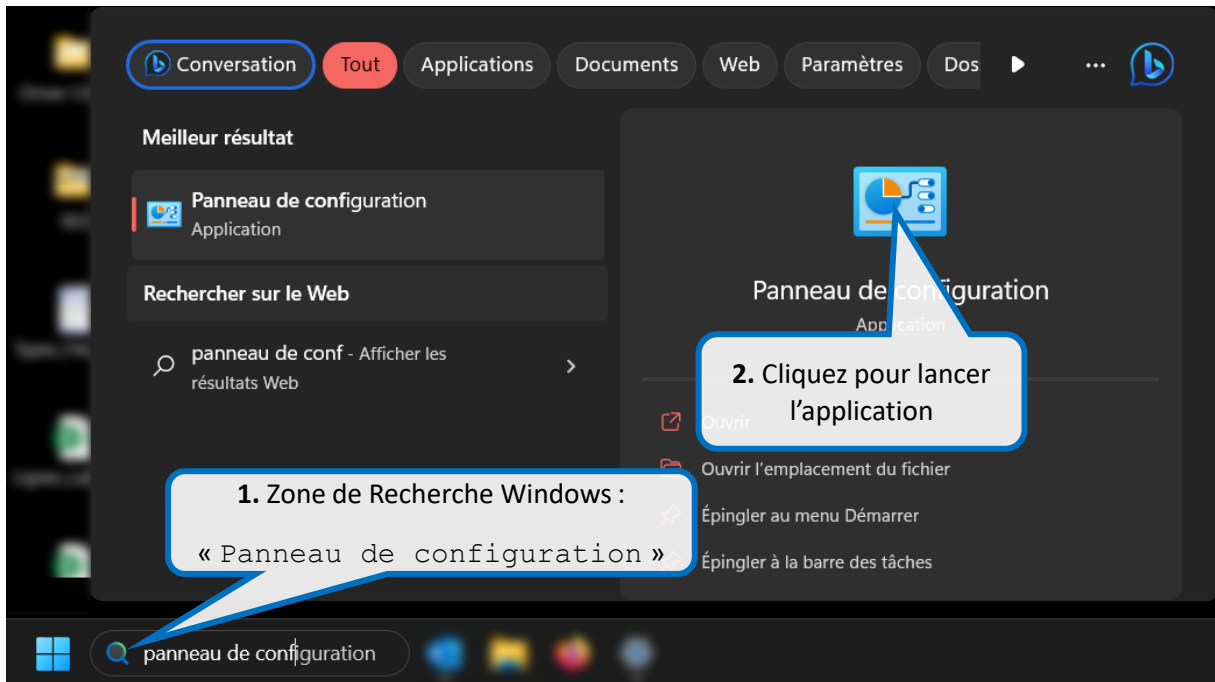 Conversation
Tout
Applications
Documents
Web
Paramètres
Dos
...
Meilleur résultat
Panneau de configuration
Application
Rechercher sur le Web
panneau de conf - Afficher les
résultats Web
Panneau de configuration
Application
2. Cliquez pour lancer
l’application
Ouvrir
Ouvrir l’emplacement du fichier
Épingler au menu Démarrer
Épingler à la barre des tâches
1. Zone de Recherche Windows :
« Panneau de configuration »
panneau de configuration